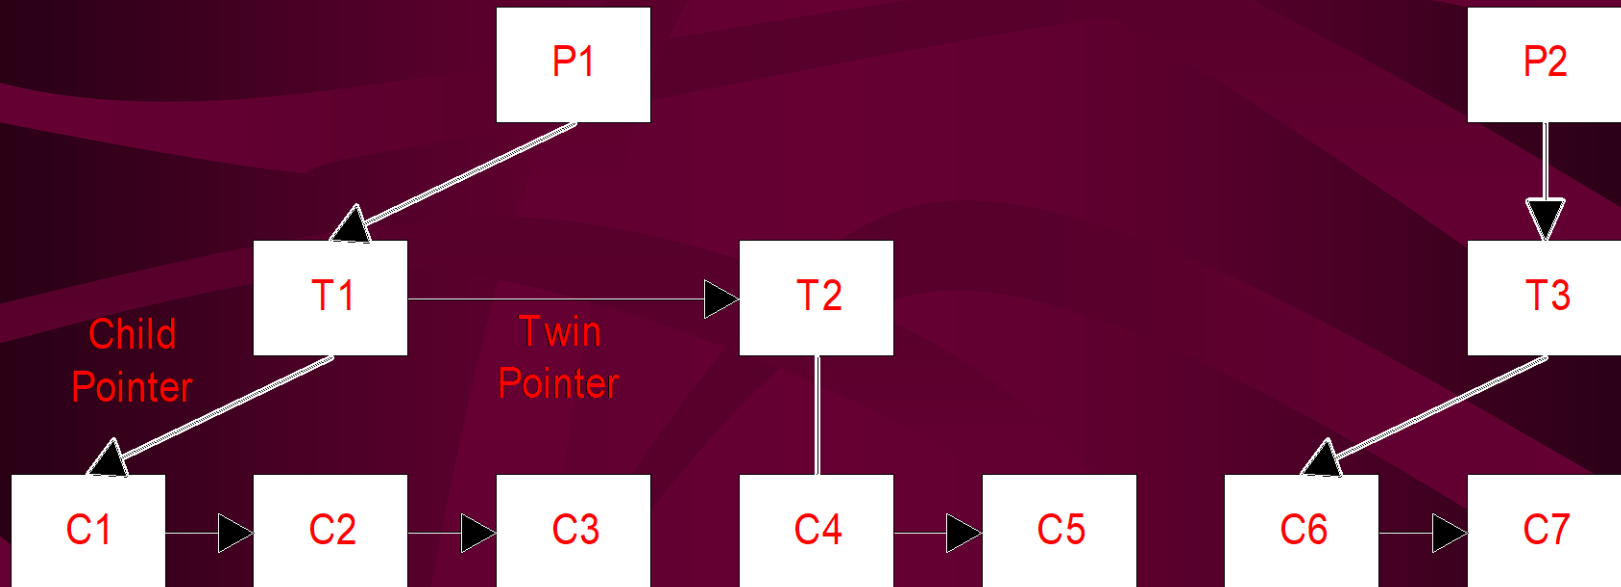 P1
P2
T1
T2
T3
Child
Pointer
Twin
Pointer
C1
C2
C3
C4
C5
C6
C7